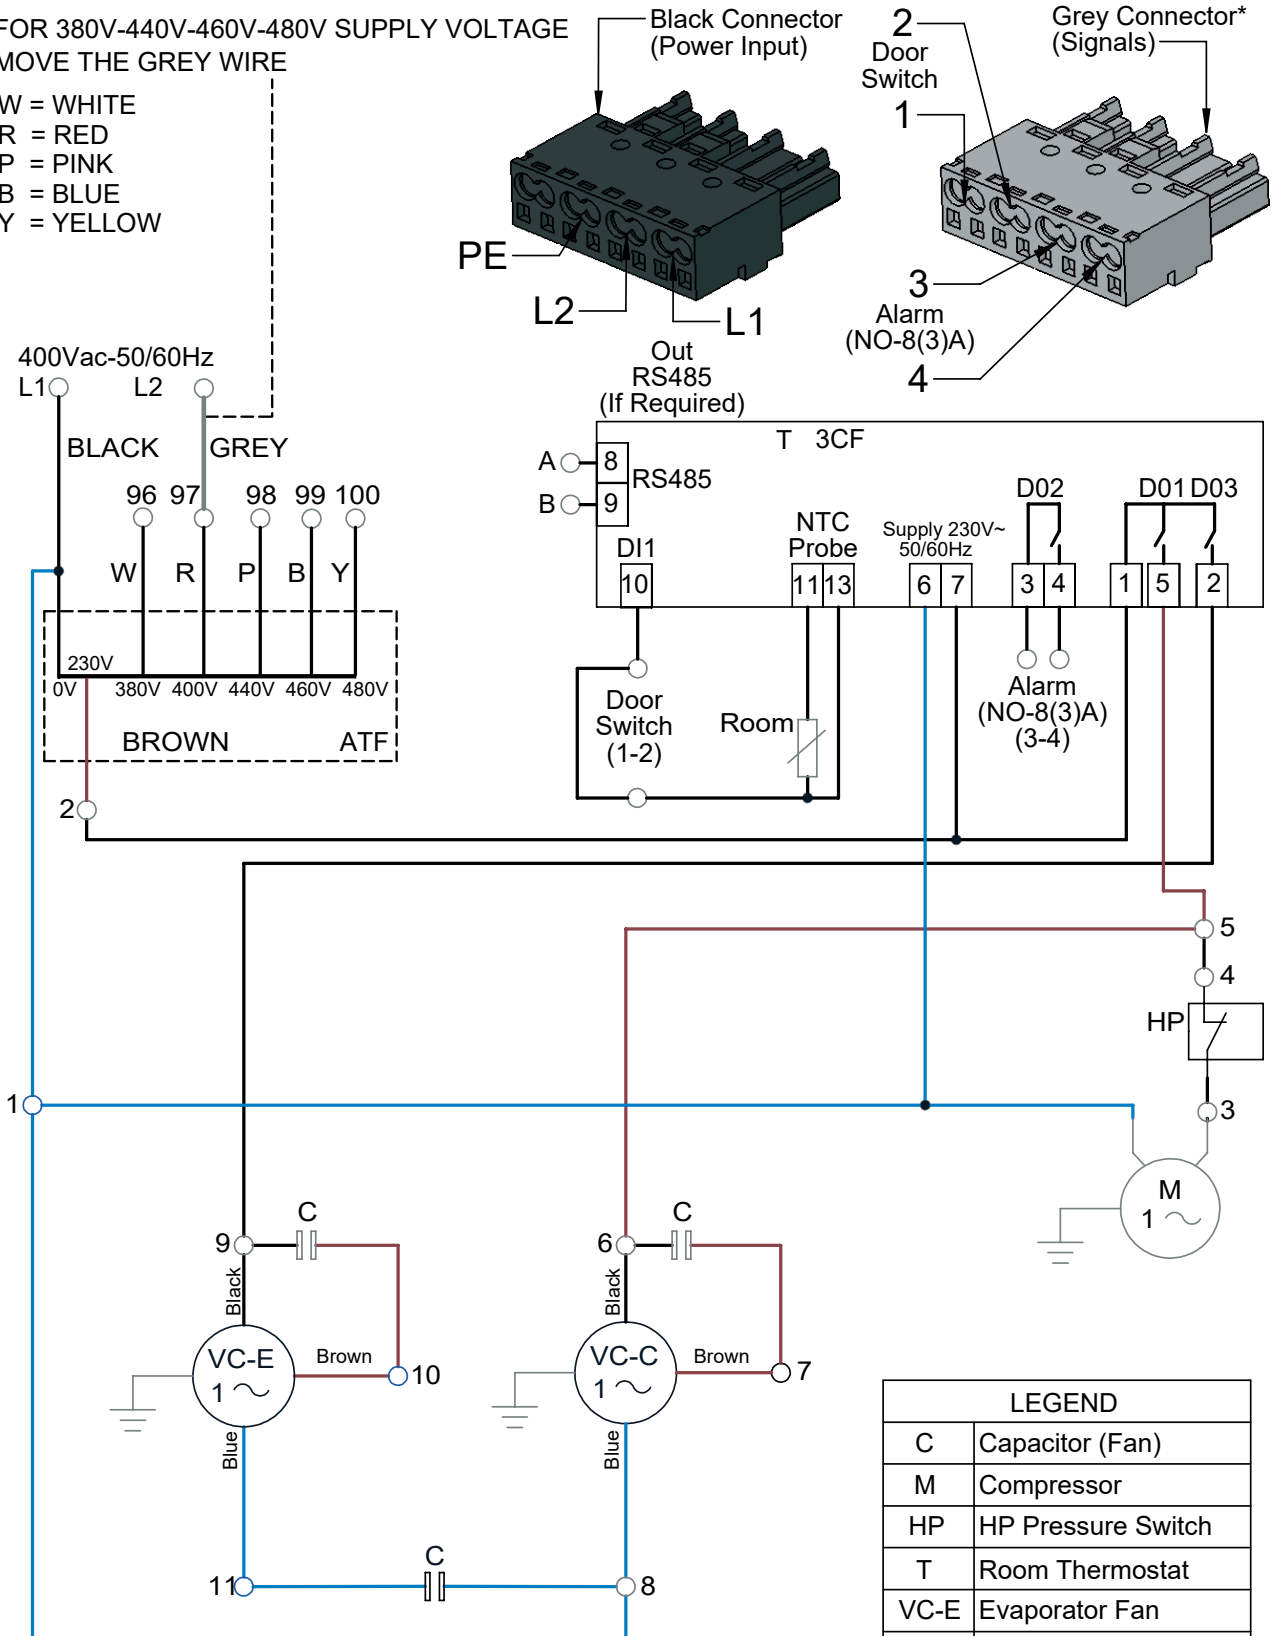 FOR 380V-440V-460V-480V SUPPLY VOLTAGE
MOVE THE GREY WIRE
W = WHITE
R = RED
P = PINK
B = BLUE
Y = YELLOW
Black Connector
(Power Input)
PE
L2
L1
2
Door
Switch
1
Grey Connector*
(Signals)
3
Alarm
(NO-8(3)A)
4
400Vac-50/60Hz
L1
L2
BLACK
GREY
96
97
98
99
100
W
R
P
B
Y
230V
0V
380V
400V
440V
460V
480V
BROWN
ATF
2
Out
RS485
(If Required)
T 3CF
A
8
RS485
B
9
DI1
10
NTC
Probe
11
13
Supply 230V~
50/60Hz
6
7
D02
3
4
D01
D03
1
5
2
Door
Switch
(1-2)
Room
Alarm
(NO-8(3)A)
(3-4)
5
4
HP
3
1
M
1
C
9
Black
VC-E
1
Brown
10
Blue
11
C
6
Black
VC-C
1
Brown
7
Blue
8
C
LEGEND
C Capacitor (Fan)
M Compressor
HP HP Pressure Switch
T Room Thermostat
VC-E Evaporator Fan